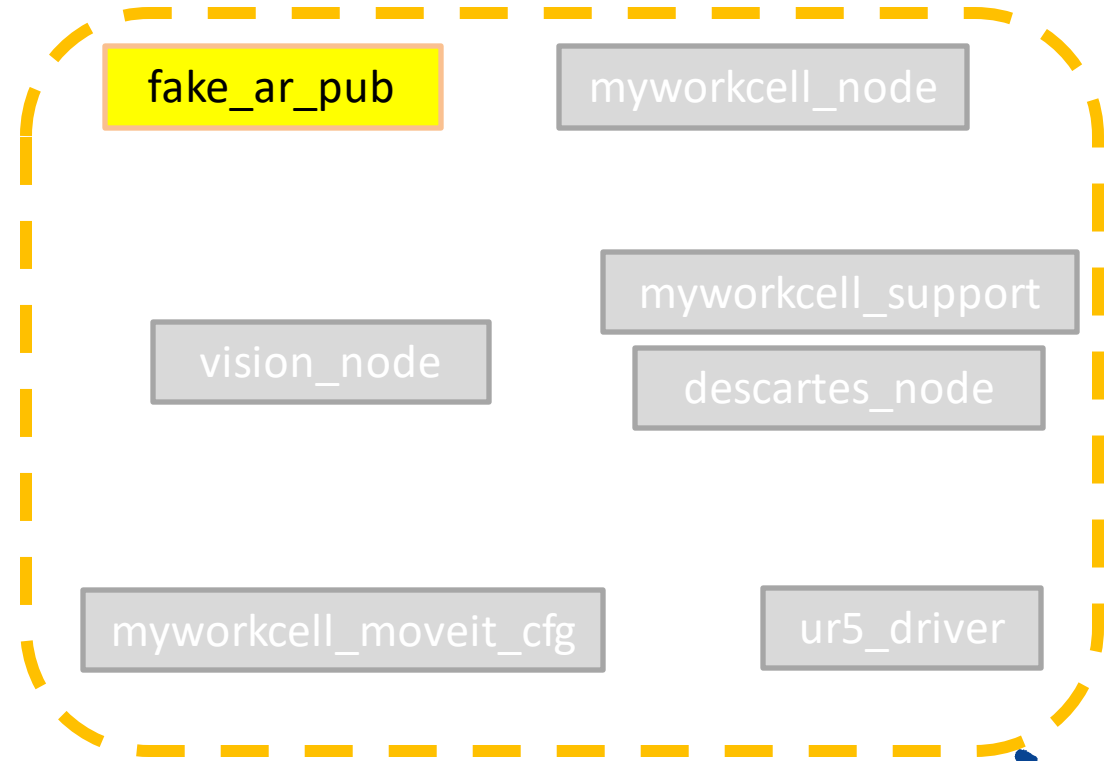 fake_ar_pub
myworkcell_node
myworkcell_support
vision_node
descartes_node
myworkcell_moveit_cfg
ur5_driver